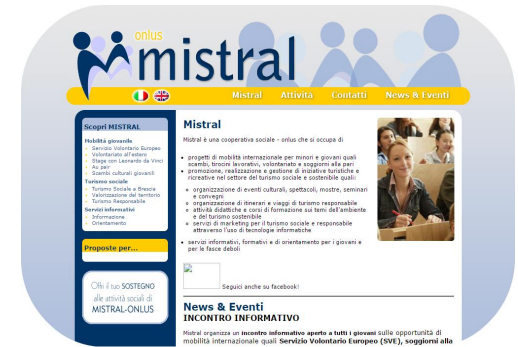 onlus
mistral
Mistral Attività Contatti News & Eventi
Scopri MISTRAL
Mobilità giovanile
Servizio Volontario Europeo
Volontariato all'estero
Stage con Leonardo da Vinci
Au pair
Scambi culturali giovanili
Turismo sociale
Turismo Sociale a Brescia
Valorizzazione del territorio
Turismo Responsabile
Servizi informativi
Informazione
Orientamento
Proposte per...
Offri il tuo SOSTEGNO
alle attività sociali di
MISTRAL-ONLUS
Mistral
Mistral è una cooperativa sociale - onlus che si occupa di
progetti di mobilità internazionale per minori e giovani quali
scambi, tirocini lavorativi, volontariato e soggiorni alla pari
promozione, realizzazione e gestione di iniziative turistiche e
ricreative nel settore del turismo sociale e sostenibile quali:
organizzazione di eventi culturali, spettacoli, mostre, seminari
e convegni
organizzazione di itinerari e viaggi di turismo responsabile
attività didattiche e corsi di formazione sui temi dell'ambiente
e del turismo sostenibile
servizi di marketing per il turismo sociale e responsabile
attraverso l'uso di tecnologie informatiche
servizi informativi, formativi e di orientamento per i giovani e
per le fasce deboli
Seguici anche su facebook!
News & Eventi
INCONTRO INFORMATIVO
Mistral organizza un incontro informativo aperto a tutti i giovani sulle opportunità di
mobilità internazionale quali Servizio Volontario Europeo (SVE), soggiorni alla